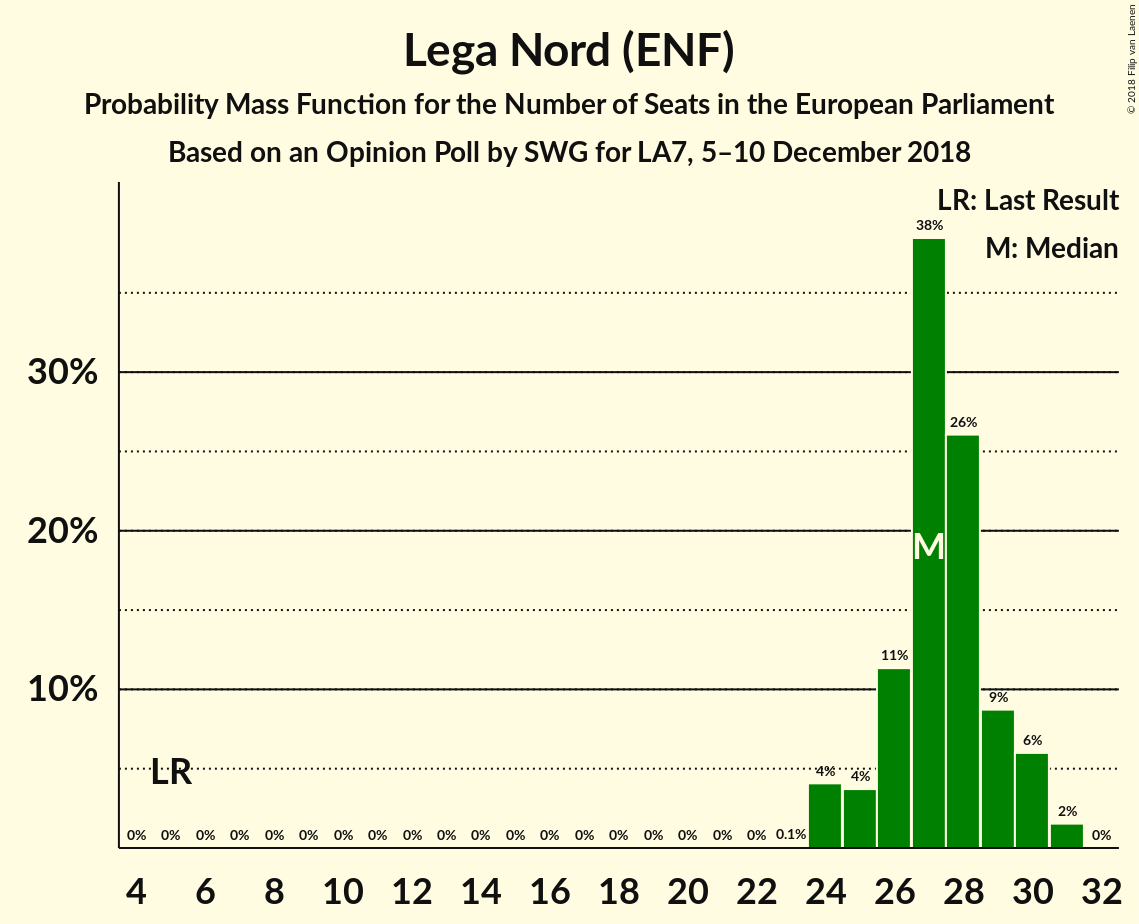 Lega Nord (ENF)
Probability Mass Function for the Number of Seats in the European Parliament
Based on an Opinion Poll by SWG for LA7, 5–10 December 2018
© 2018 Filip van Laenen
LR: Last Result
M: Median
38%
30%
26%
20%
M
11%
10%
9%
6%
LR
4% 4%
2%
0% 0% 0% 0% 0% 0% 0% 0% 0% 0% 0% 0% 0% 0% 0% 0% 0% 0% 0% 0.1% 0%
4 6 8 10 12 14 16 18 20 22 24 26 28 30 32